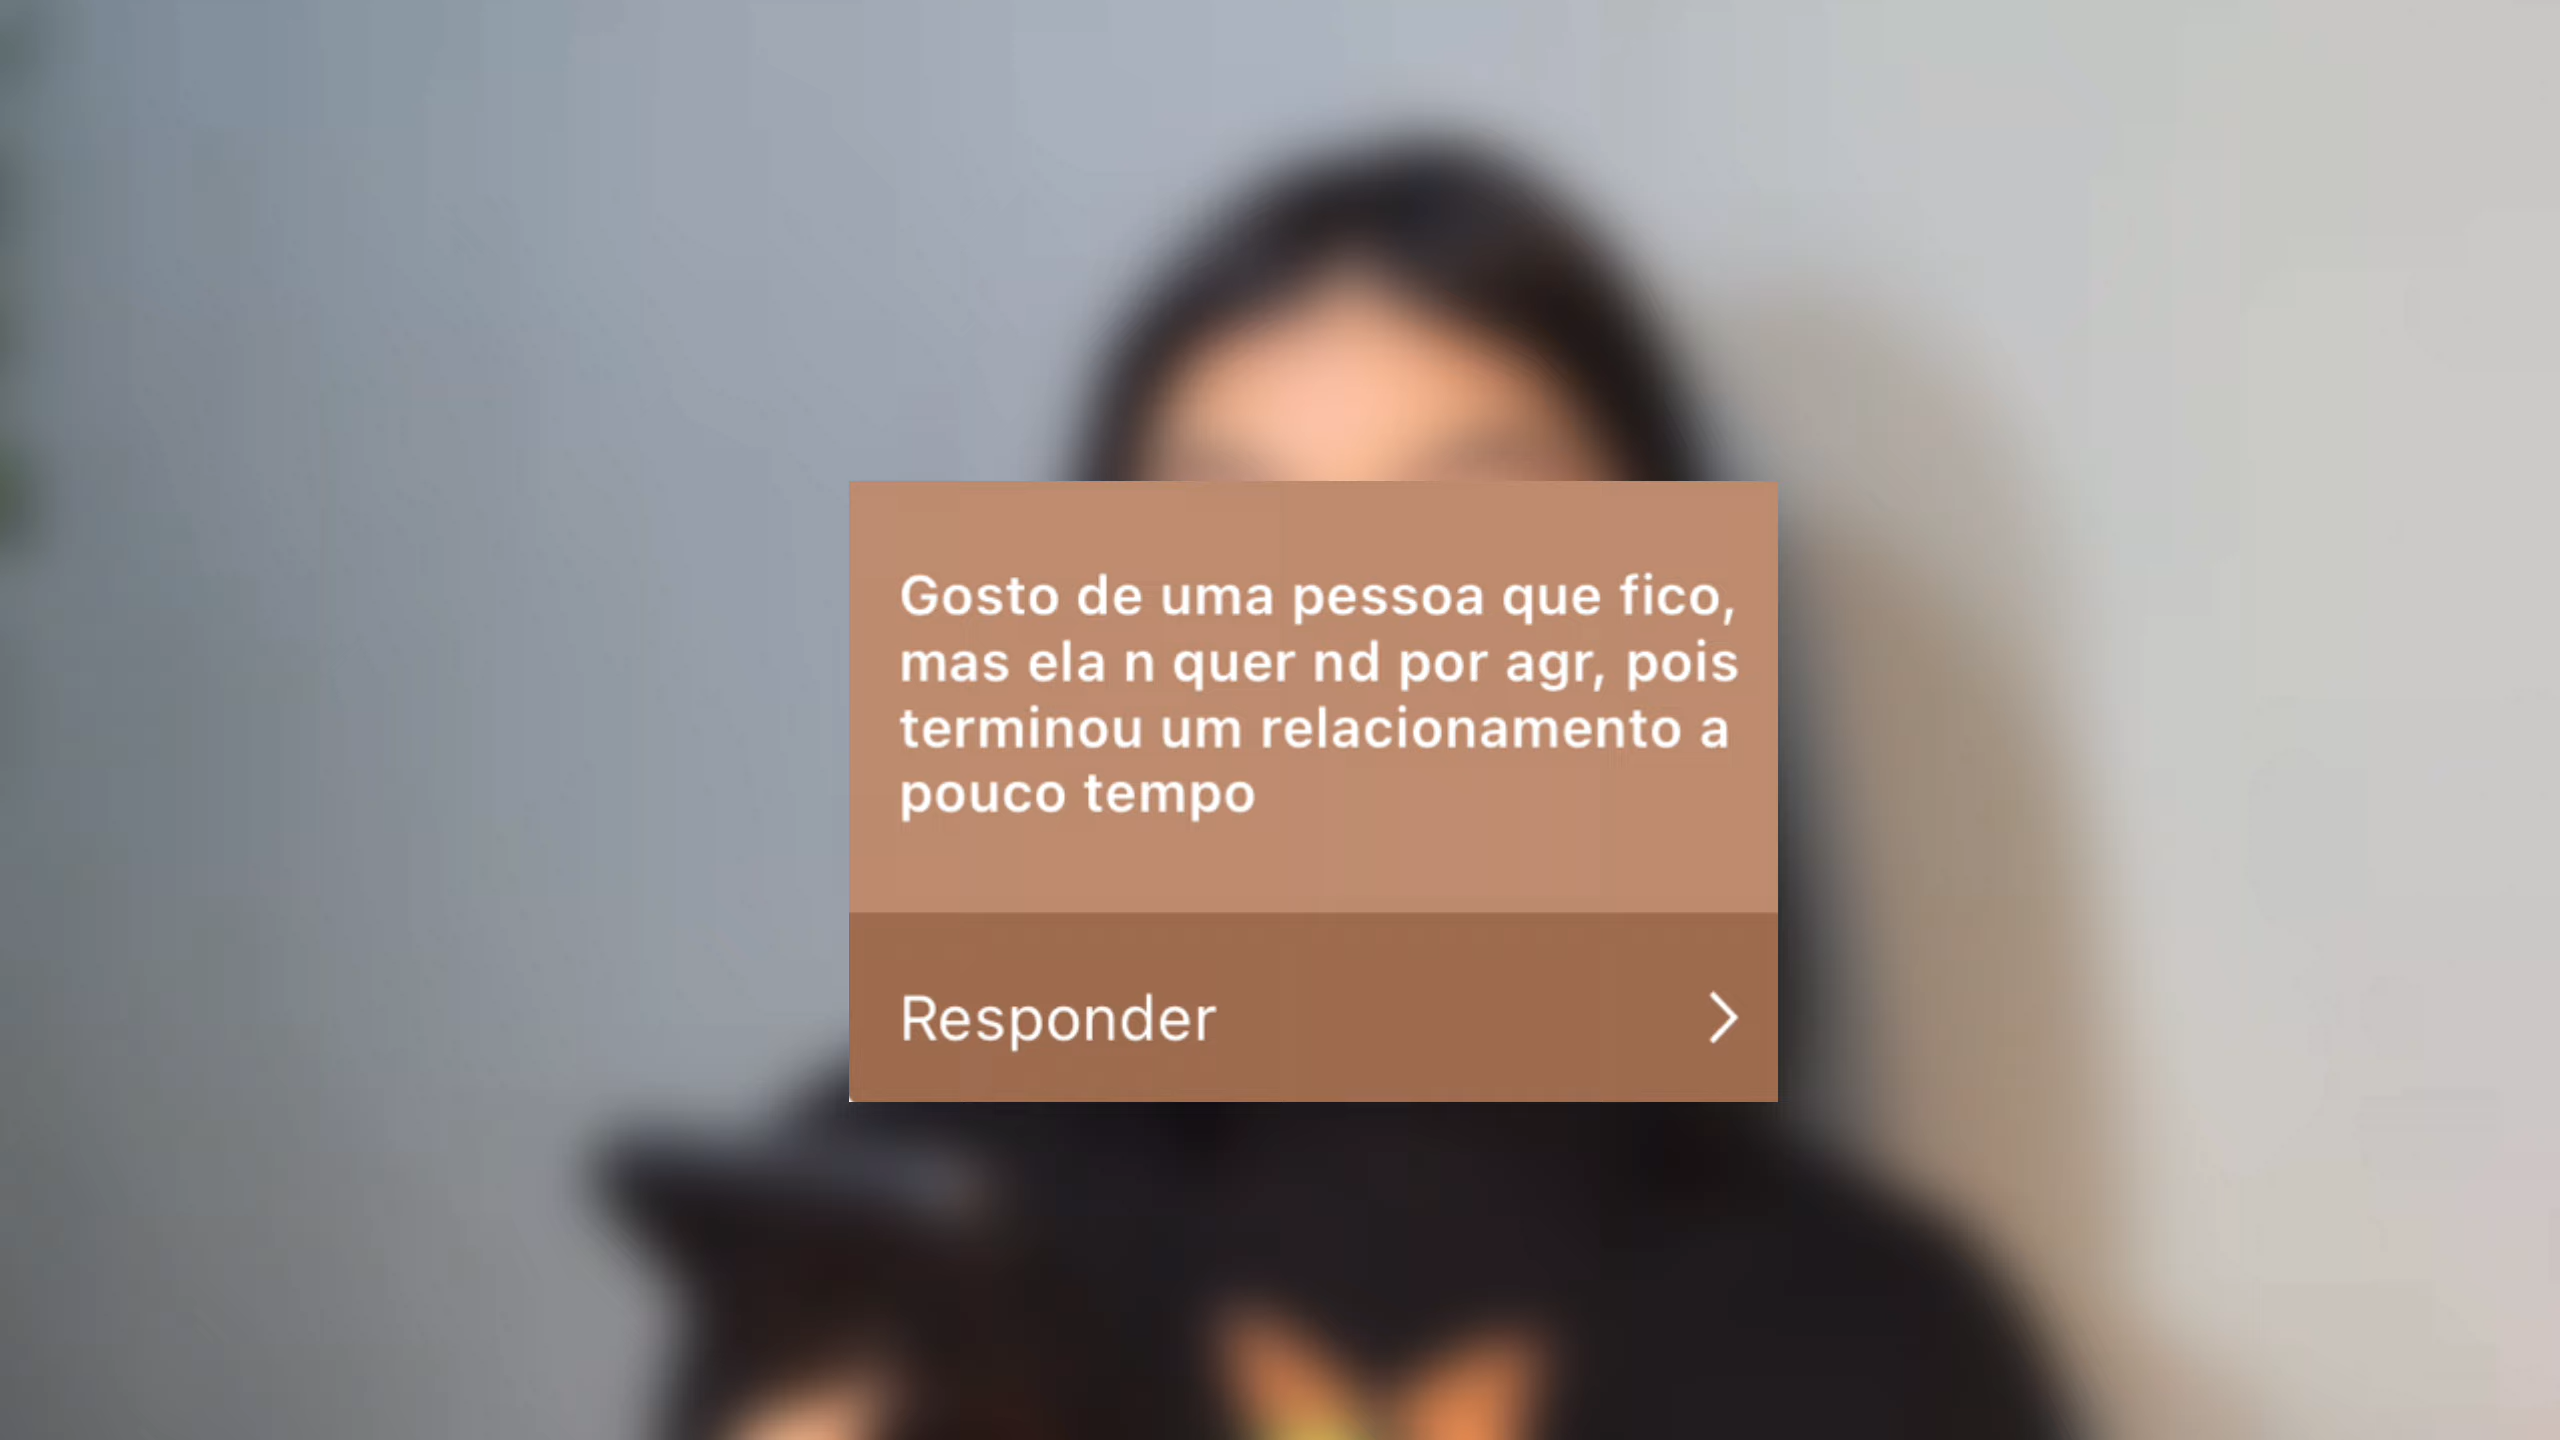 Gosto de uma pessoa que fico,
mas ela n quer nd por agr, pois
terminou um relacionamento a
pouco tempo
Responder